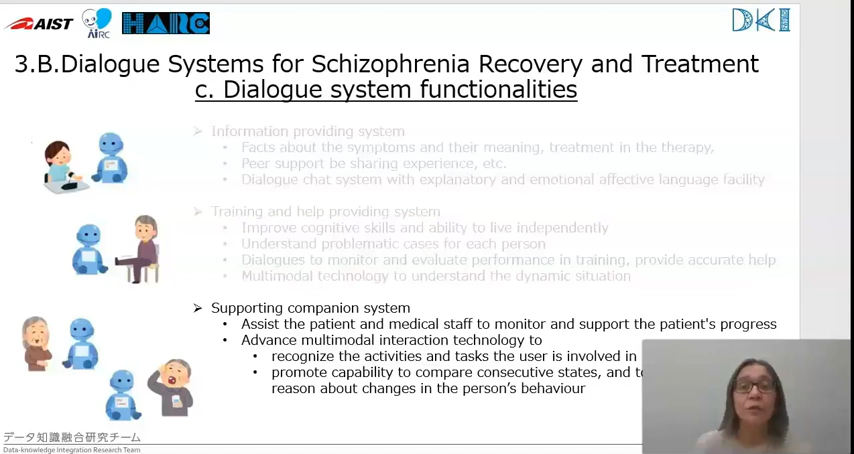 AIST
AIRC
HARC
DKI
3.B.Dialogue Systems for Schizophrenia Recovery and Treatment
c. Dialogue system functionalities
➢ Information providing system
• Facts about the symptoms and their meaning, treatment in the therapy,
• Peer support be sharing experience, etc.
• Dialogue chat system with explanatory and emotional affective language facility
➢ Training and help providing system
• Improve cognitive skills and ability to live independently
• Understand problematic cases for each person
• Dialogues to monitor and evaluate performance in training, provide accurate help
• Multimodal technology to understand the dynamic situation
➢ Supporting companion system
• Assist the patient and medical staff to monitor and support the patient's progress
• Advance multimodal interaction technology to
• recognize the activities and tasks the user is involved in
• promote capability to compare consecutive states, and
reason about changes in the person's behaviour
データ知識融合研究チーム
Data-knowledge Integration Research Team